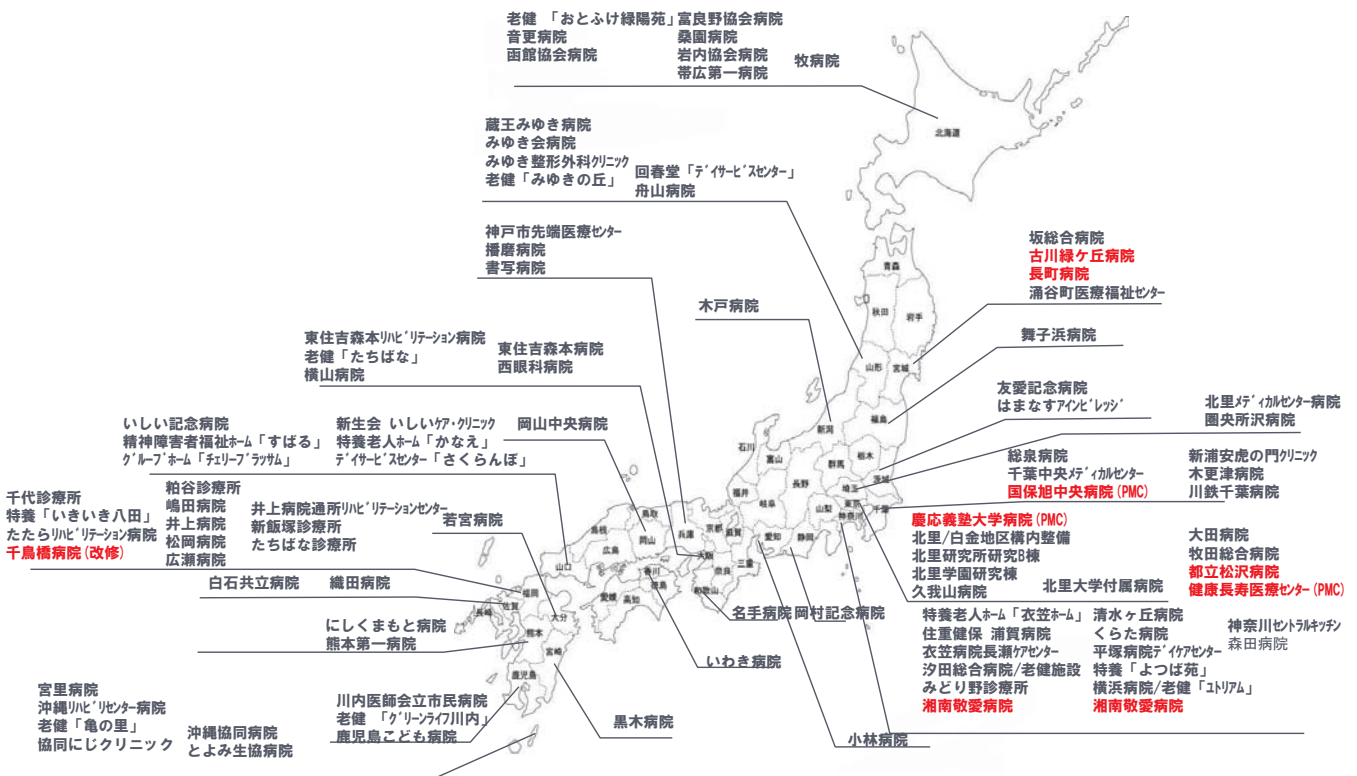 老健 「おとふけ緑陽苑」富良野協会病院
音更病院 桑園病院
函館協会病院 岩内協会病院 牧病院
帯広第一病院
北海道
蔵王みゆき病院
みゆき会病院
みゆき整形外科ｸﾘﾆｯｸ
老健「みゆきの丘」
回春堂「ﾃﾞｲｻｰﾋﾞｽｾﾝﾀｰ」
舟山病院
神戸市先端医療ｾﾝﾀｰ
播磨病院
書写病院
坂総合病院
古川緑ケ丘病院
長町病院
涌谷町医療福祉ｾﾝﾀｰ
木戸病院
舞子浜病院
東住吉森本ﾘﾊﾋﾞﾘﾃｰｼｮﾝ病院
老健「たちばな」
横山病院
東住吉森本病院
西眼科病院
友愛記念病院
はまなすｱｲﾝﾋﾞﾚｯｼﾞ
北里ﾒﾃﾞｨｶﾙｾﾝﾀｰ病院
圏央所沢病院
いしい記念病院
精神障害者福祉ﾎｰﾑ「すばる」
ｸﾞﾙｰﾌﾟﾎｰﾑ「ﾁｪﾘｰﾌﾞﾗｯｻﾑ」
新生会 いしいｹｱ・ｸﾘﾆｯｸ
特養老人ﾎｰﾑ「かなえ」
ﾃﾞｲｻｰﾋﾞｽｾﾝﾀｰ「さくらんぼ」
岡山中央病院
総泉病院
千葉中央ﾒﾃﾞｨｶﾙｾﾝﾀｰ
国保旭中央病院(PMC)
新浦安虎の門ｸﾘﾆｯｸ
木更津病院
川鉄千葉病院
千代診療所
特養「いきいき八田」
たたらﾘﾊﾋﾞﾘﾃｰｼｮﾝ病院
千鳥橋病院(改修)
粕谷診療所
嶋田病院
井上病院
松岡病院
広瀬病院
井上病院通所ﾘﾊﾋﾞﾘﾃｰｼｮﾝｾﾝﾀｰ
新飯塚診療所
たちばな診療所
若宮病院
慶応義塾大学病院(PMC)
北里/白金地区構内整備
北里研究所研究B棟
北里学園研究棟
久我山病院
北里大学付属病院
大田病院
牧田総合病院
都立松沢病院
健康長寿医療ｾﾝﾀｰ(PMC)
白石共立病院 織田病院
名手病院 岡村記念病院
特養老人ﾎｰﾑ「衣笠ﾎｰﾑ」
住重健保 浦賀病院
衣笠病院長瀬ｹｱｾﾝﾀｰ
汐田総合病院/老健施設
みどり野診療所
湘南敬愛病院
清水ヶ丘病院
くらた病院
平塚病院ﾃﾞｲｹｱｾﾝﾀｰ
特養「よつば苑」
横浜病院/老健「ﾕﾄﾘｱﾑ」
湘南敬愛病院
神奈川ｾﾝﾄﾗﾙｷｯﾁﾝ
森田病院
にしくまもと病院
熊本第一病院
いわき病院
宮里病院
沖縄ﾘﾊﾋﾞﾘｾﾝﾀｰ病院
老健「亀の里」
協同にじクリニック
沖縄協同病院
とよみ生協病院
川内医師会立市民病院
老健 「ｸﾞﾘｰﾝﾗｲﾌ川内」
鹿児島こども病院
黒木病院
小林病院
青森
秋田
岩手
山形
宮城
福島
新潟
石川
富山
群馬
栃木
茨城
長野
埼玉
福井
岐阜
山梨
東京
神奈川
千葉
鳥取
島根
岡山
兵庫
京都
滋賀
愛知
静岡
広島
大阪
奈良
三重
山口
香川
徳島
和歌山
愛媛
高知
福岡
佐賀
長崎
大分
熊本
宮崎
鹿児島